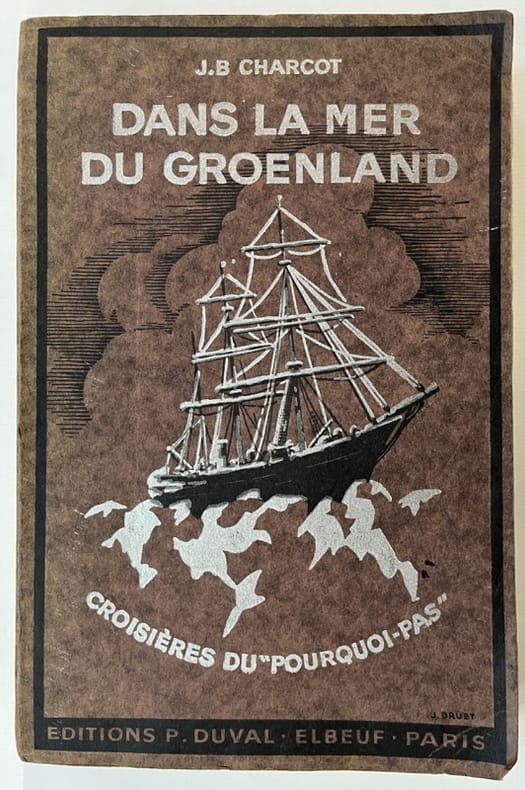 J.B CHARCOT
DANS LA MER
DU GROENLAND
CROISIÈRES DU "POURQUOI-PAS"
J. DRUET
EDITIONS P. DUVAL · ELBEUF · PARIS